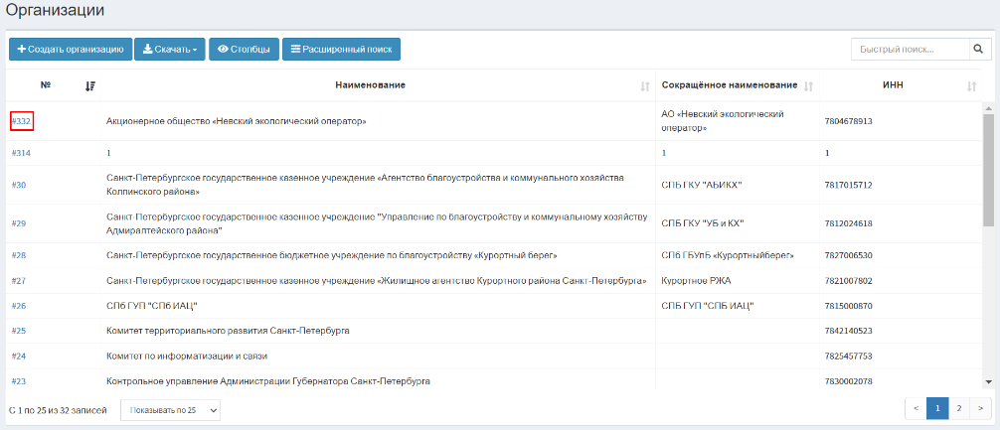 Организации
Создать организацию Скачать Столбцы Расширенный поиск Быстрый поиск...
№ Наименование Сокращённое наименование ИНН
#332 Акционерное общество «Невский экологический оператор» АО «Невский экологический 7804678913
оператор»
#314 1 1 1
#30 Санкт-Петербургское государственное казенное учреждение «Агентство благоустройства и коммунального хозяйства СПБ ГКУ "АБИКХ" 7817015712
Колпинского района»
#29 Санкт-Петербургское государственное казенное учреждение "Управление по благоустройству и коммунальному хозяйству СПБ ГКУ "УБ и КХ" 7812024618
Адмиралтейского района"
#28 Санкт-Петербургское государственное бюджетное учреждение по благоустройству «Курортный берег» СПб ГБУпБ «Курортныйберег» 7827006530
#27 Санкт-Петербургское государственное казенное учреждение «Жилищное агентство Курортного района Санкт-Петербурга» Курортное РЖА 7821007802
#26 СПб ГУП "СПб ИАЦ" СПБ ГУП "СПБ ИАЦ" 7815000870
#25 Комитет территориального развития Санкт-Петербурга 7842140523
#24 Комитет по информатизации и связи 7825457753
#23 Контрольное управление Администрации Губернатора Санкт-Петербурга 7830002078
С 1 по 25 из 32 записей Показывать по 25 < 1 2 >